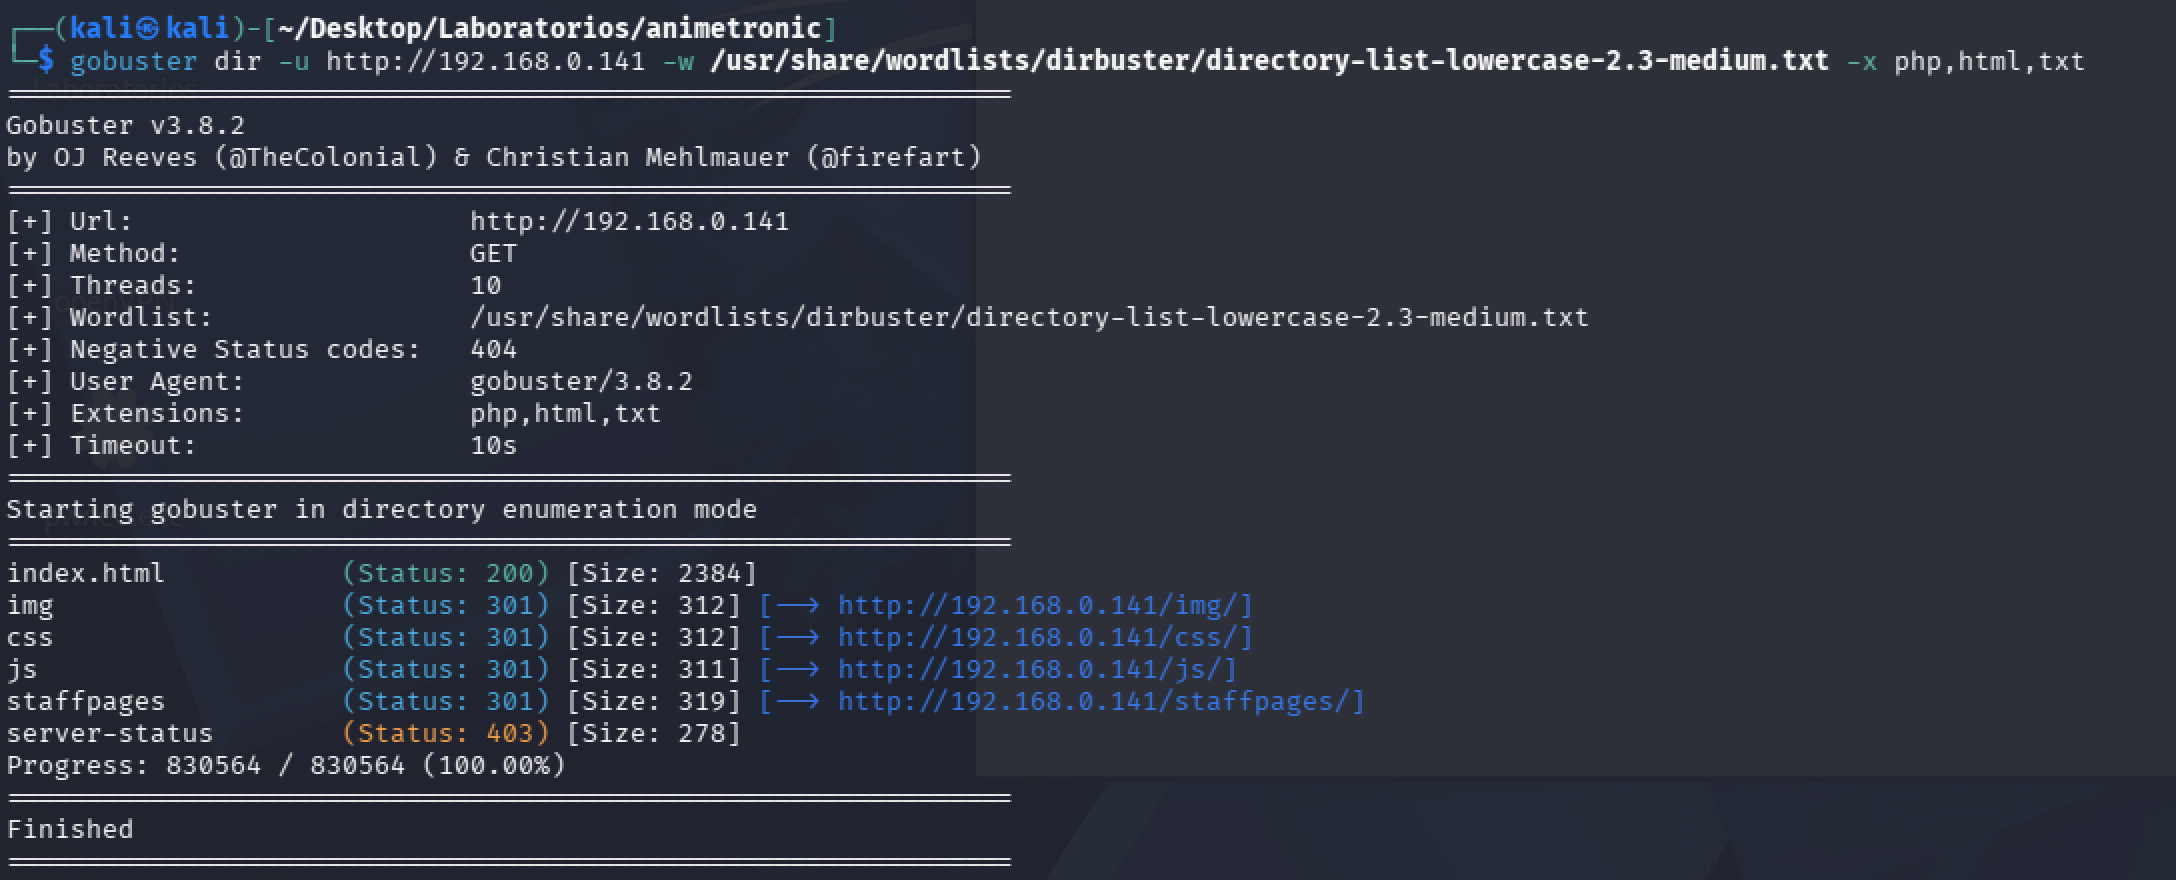 ┌──(kali㉿kali)-[~/Desktop/Laboratorios/animetronic]
└─$ gobuster dir -u http://192.168.0.141 -w /usr/share/wordlists/dirbuster/directory-list-lowercase-2.3-medium.txt -x php,html,txt
Laboratorios
===============================================================
Gobuster v3.8.2
by OJ Reeves (@TheColonial) & Christian Mehlmauer (@firefart)
===============================================================
[+] Url:                     http://192.168.0.141
[+] Method:                  GET
[+] Threads:                 10
[+] Wordlist:                /usr/share/wordlists/dirbuster/directory-list-lowercase-2.3-medium.txt
[+] Negative Status codes:   404
[+] User Agent:              gobuster/3.8.2
[+] Extensions:              php,html,txt
[+] Timeout:                 10s
===============================================================
Starting gobuster in directory enumeration mode
===============================================================
index.html           (Status: 200) [Size: 2384]
img                  (Status: 301) [Size: 312] [--> http://192.168.0.141/img/]
css                  (Status: 301) [Size: 312] [--> http://192.168.0.141/css/]
js                   (Status: 301) [Size: 311] [--> http://192.168.0.141/js/]
staffpages           (Status: 301) [Size: 319] [--> http://192.168.0.141/staffpages/]
server-status        (Status: 403) [Size: 278]
Progress: 830564 / 830564 (100.00%)
===============================================================
Finished
===============================================================